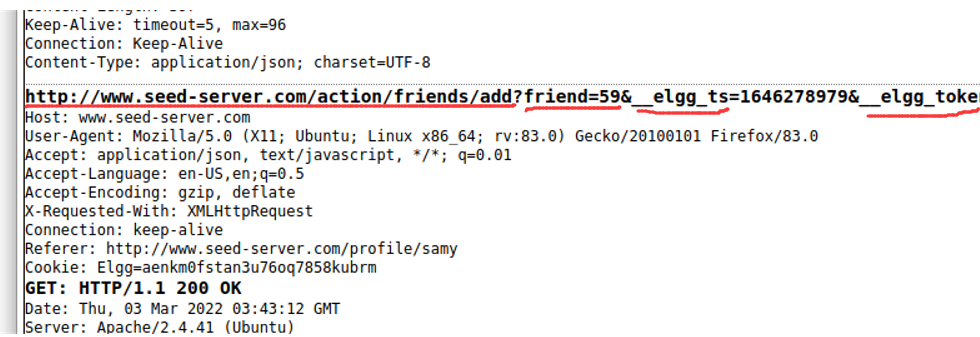 Keep-Alive: timeout=5, max=96
Connection: Keep-Alive
Content-Type: application/json; charset=UTF-8
http://www.seed-server.com/action/friends/add?friend=59&__elgg_ts=1646278979&__elgg_toke
Host: www.seed-server.com
User-Agent: Mozilla/5.0 (X11; Ubuntu; Linux x86_64; rv:83.0) Gecko/20100101 Firefox/83.0
Accept: application/json, text/javascript, */*; q=0.01
Accept-Language: en-US,en;q=0.5
Accept-Encoding: gzip, deflate
X-Requested-With: XMLHttpRequest
Connection: keep-alive
Referer: http://www.seed-server.com/profile/samy
Cookie: Elgg=aenkm0fstan3u76oq7858kubrm
GET: HTTP/1.1 200 OK
Date: Thu, 03 Mar 2022 03:43:12 GMT
Server: Apache/2.4.41 (Ubuntu)